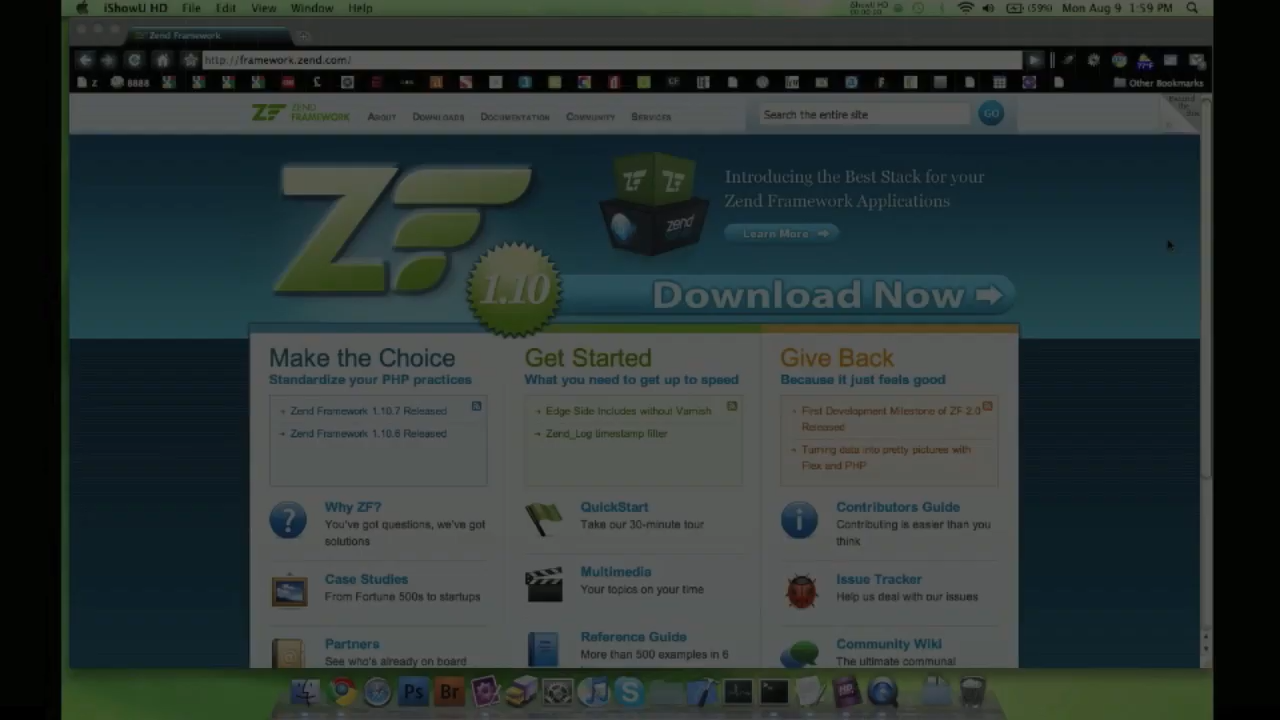 iShowU HD File Edit View Window Help
(59%) Mon Aug 9 1:59 PM
Zend Framework
http://framework.zend.com/
Z 8888 Other Bookmarks
ZEND FRAMEWORK
About Downloads Documentation Community Services
Search the entire site GO
Introducing the Best Stack for your
Zend Framework Applications
zend
Learn More
1.10
Download Now
Make the Choice
Standardize your PHP practices
Zend Framework 1.10.7 Released
Zend Framework 1.10.6 Released
Get Started
What you need to get up to speed
Edge Side Includes without Varnish
Zend_Log timestamp filter
Give Back
Because it just feels good
First Development Milestone of ZF 2.0
Released
Turning data into pretty pictures with
Flex and PHP
Why ZF?
You've got questions, we've got
solutions
QuickStart
Take our 30-minute tour
Contributors Guide
Contributing is easier than you
think
Case Studies
From Fortune 500s to startups
Multimedia
Your topics on your time
Issue Tracker
Help us deal with our issues
Partners
See who's already on board
Reference Guide
More than 500 examples in 6
Community Wiki
The ultimate communal
Ps Br